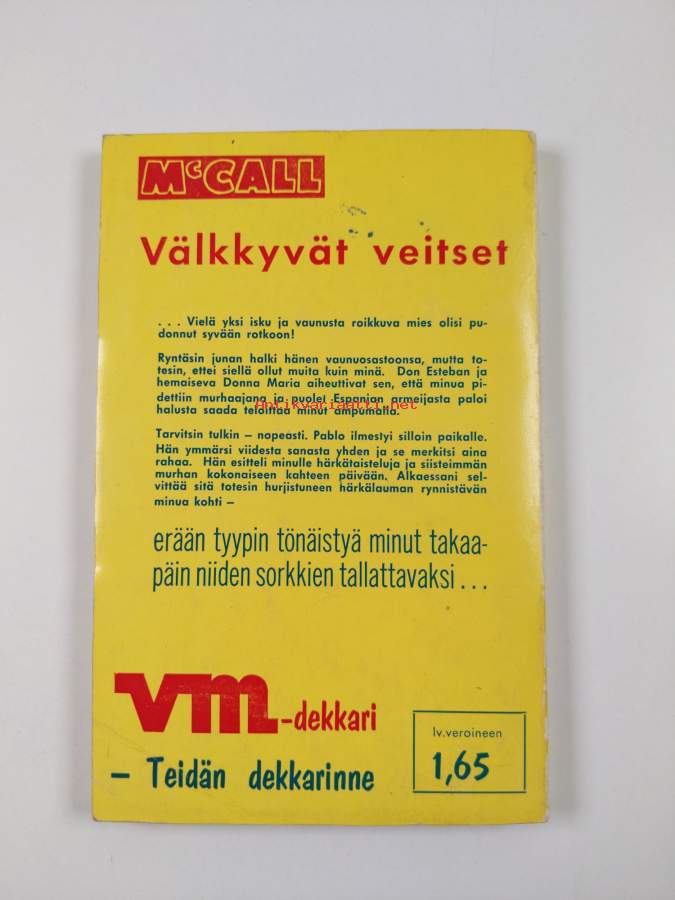 McCALL
Välkkyvät veitset
. . . Vielä yksi isku ja vaunusta roikkuva mies olisi pu-
donnut syvään rotkoon!
Ryntäsin junan halki hänen vaunuosastoonsa, mutta to-
tesin, ettei siellä ollut muita kuin minä. Don Esteban ja
hemaiseva Donna Maria aiheuttivat sen, että minua pi-
dettiin murhaajana ja puolet Espanjan armeijasta paloi
halusta saada teloittaa minut ampumalla.
antikvariaatti.net
Tarvitsin tulkin – nopeasti. Pablo ilmestyi silloin paikalle.
Hän ymmärsi viidesta sanasta yhden ja se merkitsi aina
rahaa. Hän esitteli minulle härkätaisteluja ja siisteimmän
murhan kokonaiseen kahteen päivään. Alkaessani sel-
vittää sitä totesin hurjistuneen härkälauman rynnistävän
minua kohti –
erään tyypin tönäistyä minut takaa-
päin niiden sorkkien tallattavaksi . . .
VM-dekkari
– Teidän dekkarinne
lv.veroineen
1,65